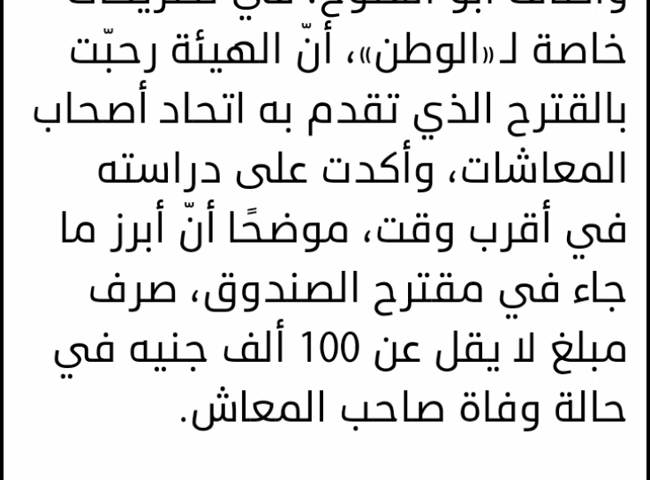 خاصة لـ «الوطن»، أنّ الهيئة رحبّت
بالقترح الذي تقدم به اتحاد أصحاب
المعاشات، وأكدت على دراسته
في أقرب وقت، موضحًا أنّ أبرز ما
جاء في مقترح الصندوق، صرف
مبلغ لا يقل عن 100 ألف جنيه في
حالة وفاة صاحب المعاش.